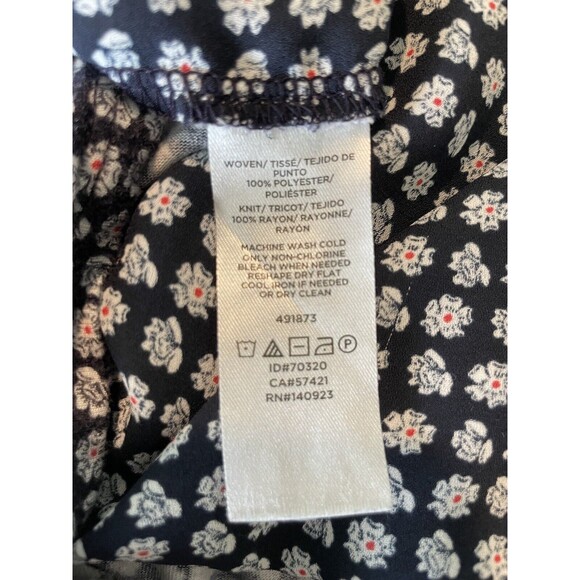 WOVEN/ TISSÉ/ TEJIDO DE
PUNTO
100% POLYESTER/
POLIÉSTER
KNIT/ TRICOT/ TEJIDO
100% RAYON/ RAYONNE/
RAYÓN
MACHINE WASH COLD
ONLY NON-CHLORINE
BLEACH WHEN NEEDED
RESHAPE DRY FLAT
COOL IRON IF NEEDED
OR DRY CLEAN
491873
P
ID#70320
CA#57421
RN#140923